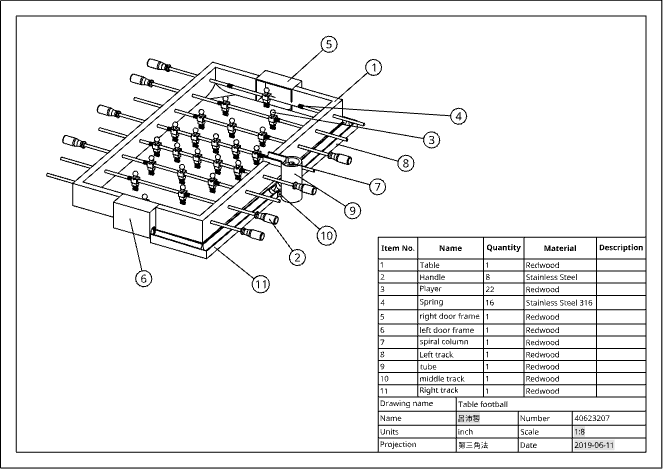 5
1
4
3
8
7
9
10
2
6
11
Item No. Name Quantity Material Description
1 Table 1 Redwood
2 Handle 8 Stainless Steel
3 Player 22 Redwood
4 Spring 16 Stainless Steel 316
5 right door frame 1 Redwood
6 left door frame 1 Redwood
7 spiral column 1 Redwood
8 Left track 1 Redwood
9 tube 1 Redwood
10 middle track 1 Redwood
11 Right track 1 Redwood
Drawing name Table football
Name 呂沛 Number 40623207
Units inch Scale 1:8
Projection 第三角法 Date 2019-06-11